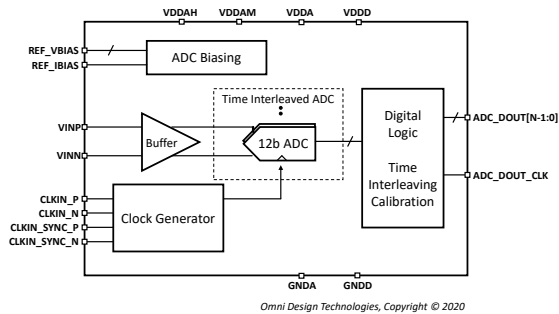 VDDAH VDDAM VDDA VDDD
REF_VBIAS
REF_IBIAS
ADC Biasing
Time Interleaved ADC
VINP
VINN
Buffer
12b ADC
Digital
Logic
Time
Interleaving
Calibration
ADC_DOUT[N-1:0]
ADC_DOUT_CLK
CLKIN_P
CLKIN_N
CLKIN_SYNC_P
CLKIN_SYNC_N
Clock Generator
GNDA GNDD
Omni Design Technologies, Copyright © 2020